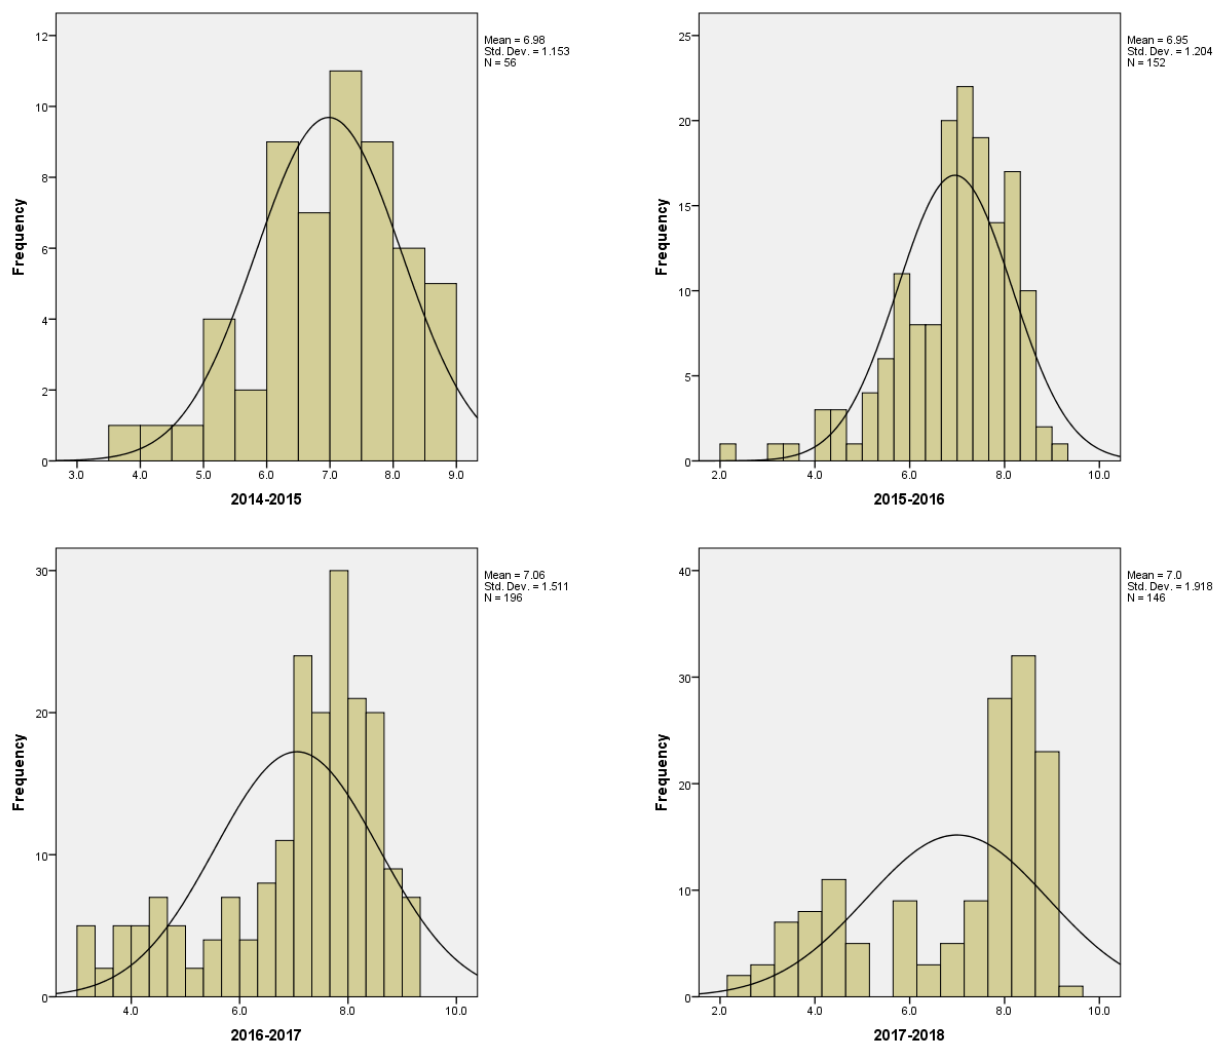 12
10
8
6
4
2
0
Frequency
3.0 4.0 5.0 6.0 7.0 8.0 9.0
2014-2015
Mean = 6.98
Std. Dev. = 1.153
N = 56
25
20
15
10
5
0
Frequency
2.0 4.0 6.0 8.0 10.0
2015-2016
Mean = 6.95
Std. Dev. = 1.204
N = 152
30
20
10
0
Frequency
4.0 6.0 8.0 10.0
2016-2017
Mean = 7.06
Std. Dev. = 1.511
N = 196
40
30
20
10
0
Frequency
2.0 4.0 6.0 8.0 10.0
2017-2018
Mean = 7.0
Std. Dev. = 1.918
N = 146